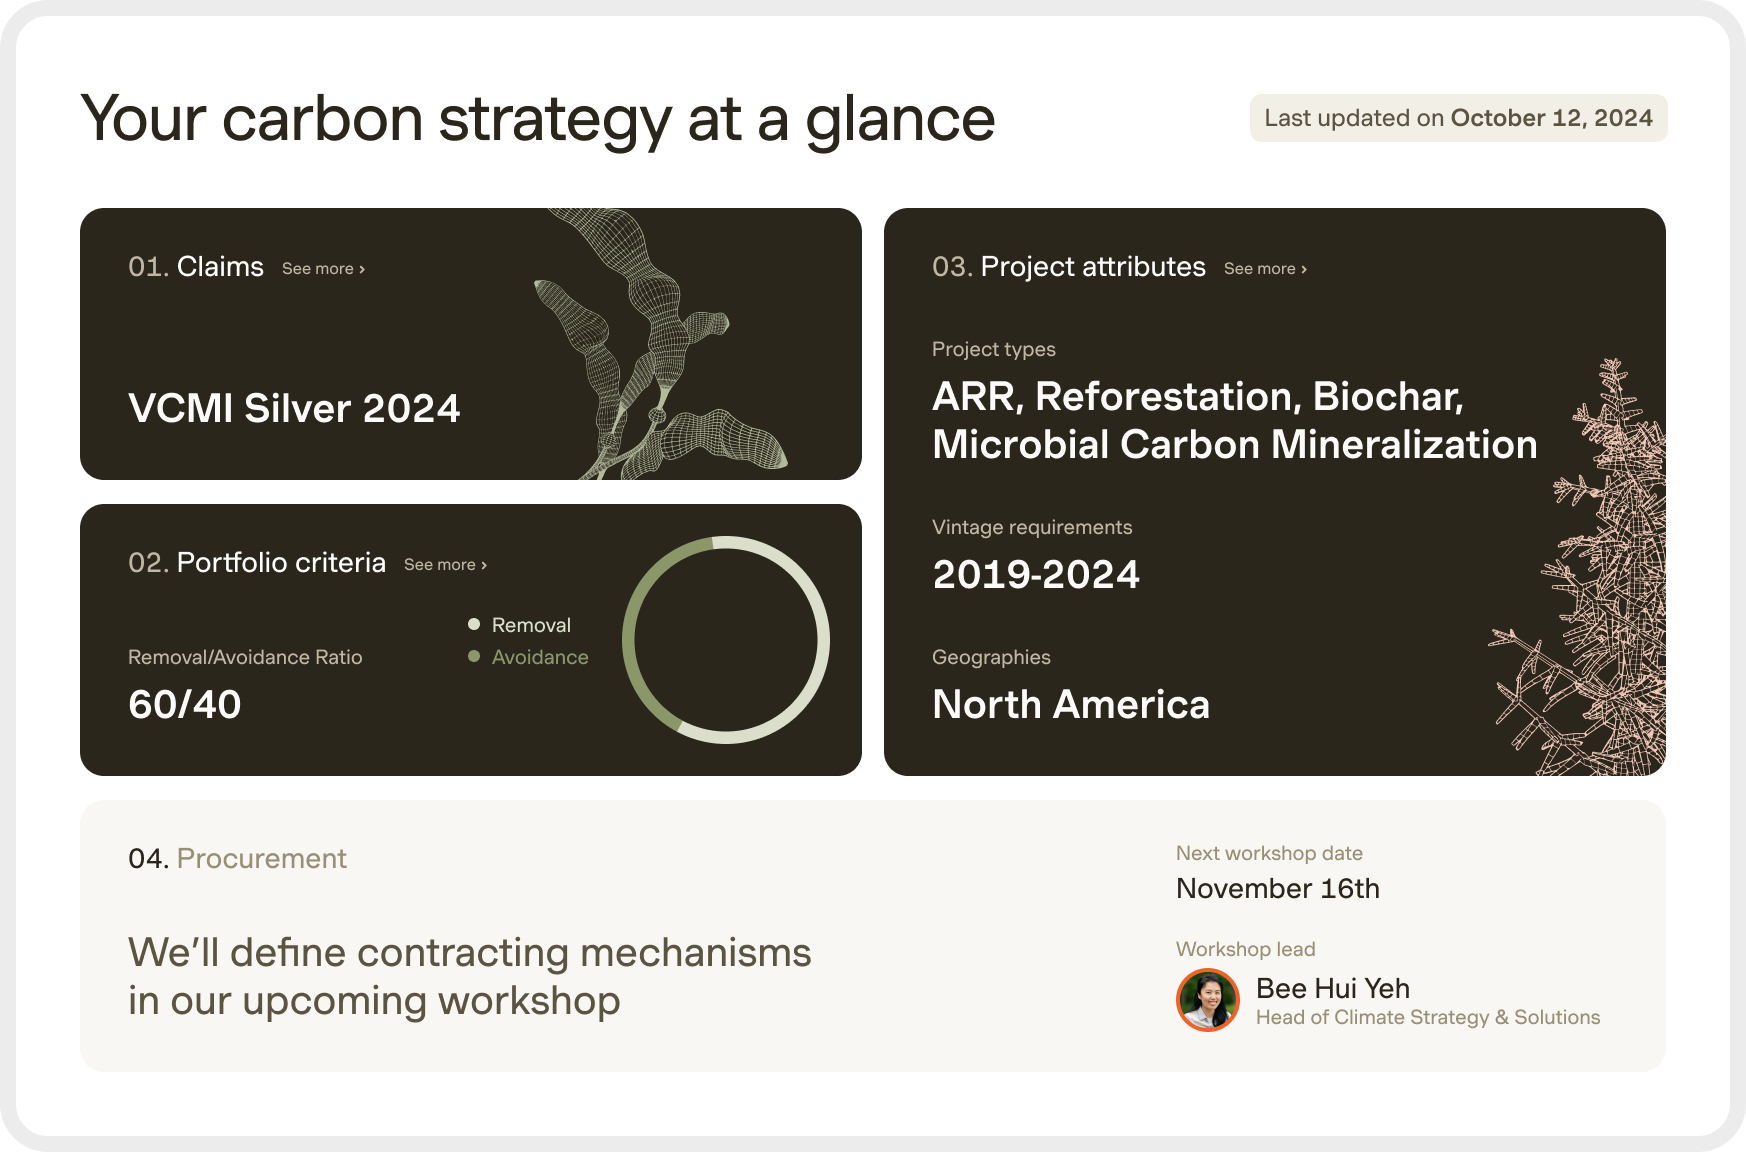 Your carbon strategy at a glance
Last updated on October 12, 2024
01. Claims See more ›
VCMI Silver 2024
02. Portfolio criteria See more ›
Removal
Avoidance
Removal/Avoidance Ratio
60/40
03. Project attributes See more ›
Project types
ARR, Reforestation, Biochar,
Microbial Carbon Mineralization
Vintage requirements
2019-2024
Geographies
North America
04. Procurement
We’ll define contracting mechanisms
in our upcoming workshop
Next workshop date
November 16th
Workshop lead
Bee Hui Yeh
Head of Climate Strategy & Solutions